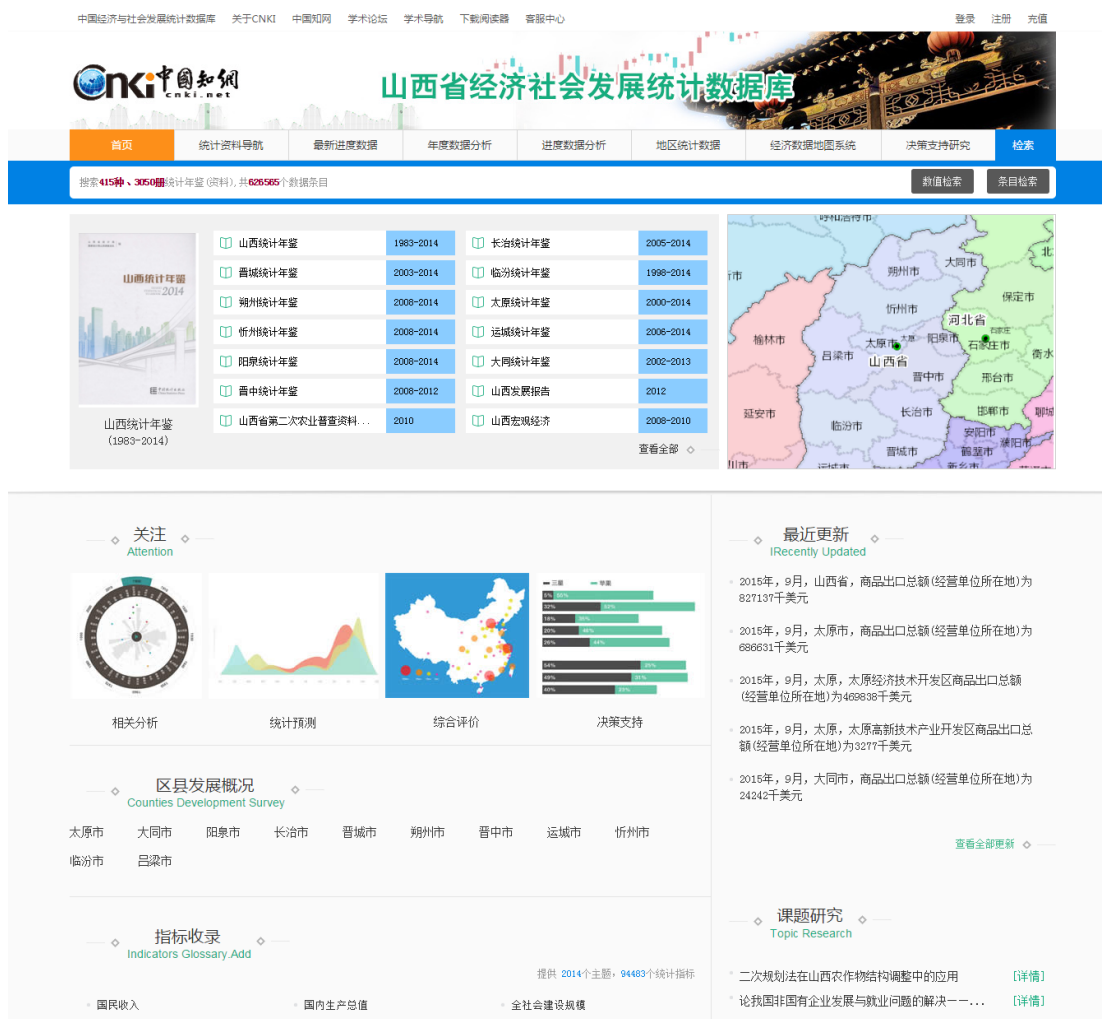 中国经济与社会发展统计数据库 关于CNKI 中国知网 学术论坛 学术导航 下载阅读器 客服中心 登录 注册 充值
Cnki 中國知網
cnki.net
山西省经济社会发展统计数据库
首页 统计资料导航 最新进度数据 年度数据分析 进度数据分析 地区统计数据 经济数据地图系统 决策支持研究 检索
搜索415种、3050册统计年鉴(资料),共626565个数据条目 数值检索 条目检索
山西统计年鉴
2014
山西统计年鉴
(1983-2014)
山西统计年鉴 1983-2014 长治统计年鉴 2005-2014
晋城统计年鉴 2003-2014 临汾统计年鉴 1998-2014
朔州统计年鉴 2008-2014 太原统计年鉴 2000-2014
忻州统计年鉴 2008-2014 运城统计年鉴 2006-2014
阳泉统计年鉴 2008-2014 大同统计年鉴 2002-2013
晋中统计年鉴 2008-2012 山西发展报告 2012
山西省第二次农业普查资料... 2010 山西宏观经济 2008-2010
查看全部
呼和浩特市
大同市
朔州市
保定市
忻州市
河北省
榆林市
太原市 阳泉市 石家庄市
吕梁市 山西省 衡水
晋中市 邢台市
延安市 长治市 邯郸市 聊城
临汾市 安阳市 濮阳市
晋城市 鹤壁市
川市 运城市 新乡市
关注
Attention
三星 苹果
相关分析 统计预测 综合评价 决策支持
区县发展概况
Counties Development Survey
太原市 大同市 阳泉市 长治市 晋城市 朔州市 晋中市 运城市 忻州市
临汾市 吕梁市
指标收录
Indicators Glossary.Add
提供 2014个主题,94483个统计指标
国民收入 国内生产总值 全社会建设规模
最近更新
IRecently Updated
2015年,9月,山西省,商品出口总额(经营单位所在地)为
827137千美元
2015年,9月,太原市,商品出口总额(经营单位所在地)为
686631千美元
2015年,9月,太原,太原经济技术开发区商品出口总额
(经营单位所在地)为469838千美元
2015年,9月,太原,太原高新技术产业开发区商品出口总
额(经营单位所在地)为3277千美元
2015年,9月,大同市,商品出口总额(经营单位所在地)为
24242千美元
查看全部更新
课题研究
Topic Research
二次规划法在山西农作物结构调整中的应用 [详情]
论我国非国有企业发展与就业问题的解决——... [详情]